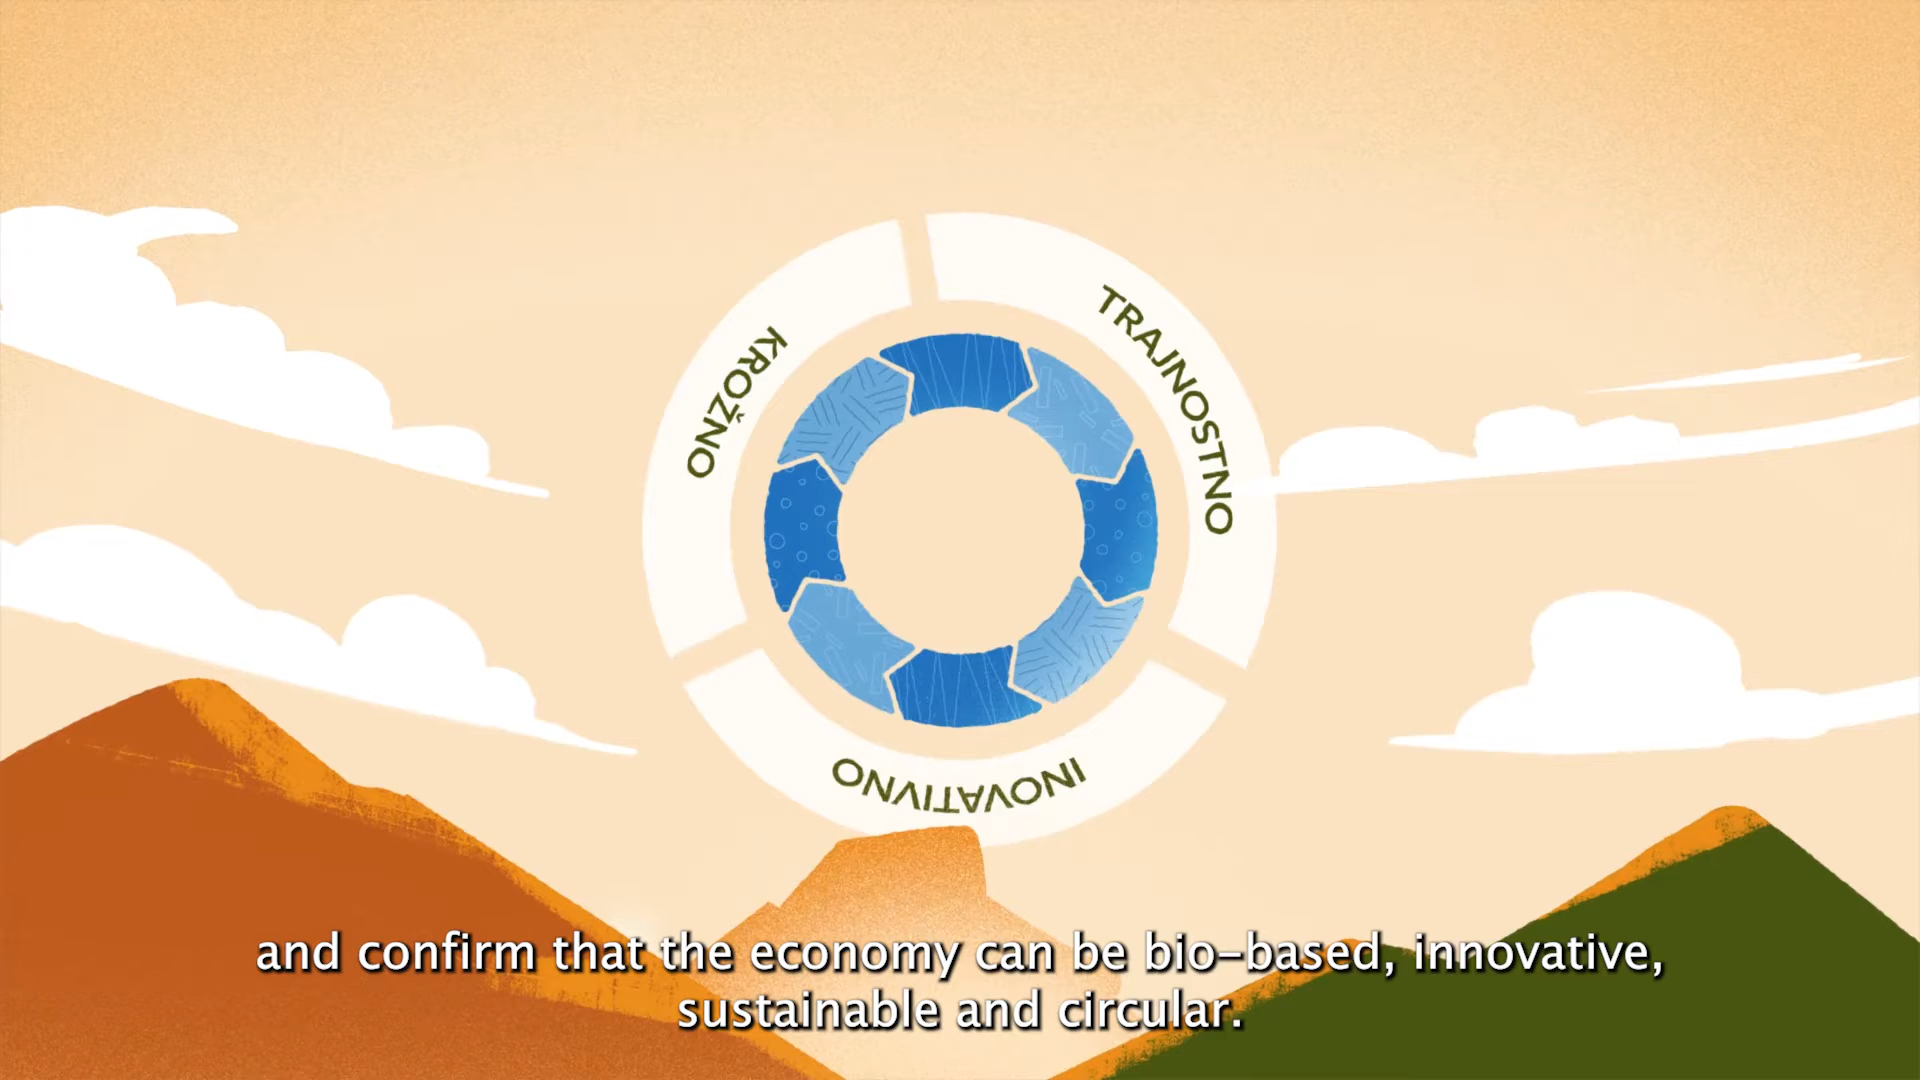 KROŽNO
TRAJNOSTNO
INOVATIVNO
and confirm that the economy can be bio-based, innovative,
sustainable and circular.